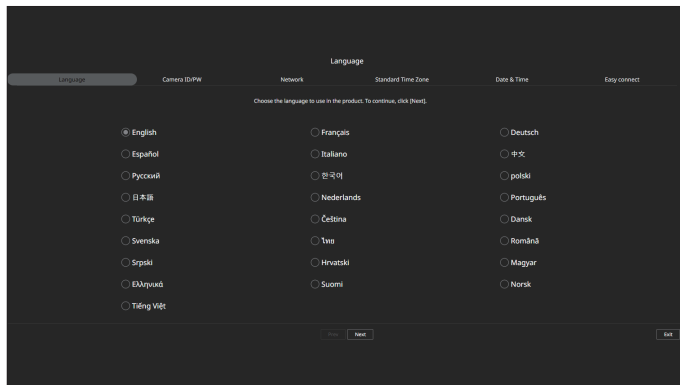 Language
Language Camera ID/PW Network Standard Time Zone Date & Time Easy connect
Choose the language to use in the product. To continue, click [Next].
English Français Deutsch
Español Italiano 中文
Русский 한국어 polski
日本語 Nederlands Português
Türkçe Čeština Dansk
Svenska ไทย Română
Srpski Hrvatski Magyar
Ελληνικά Suomi Norsk
Tiếng Việt
Prev Next Exit